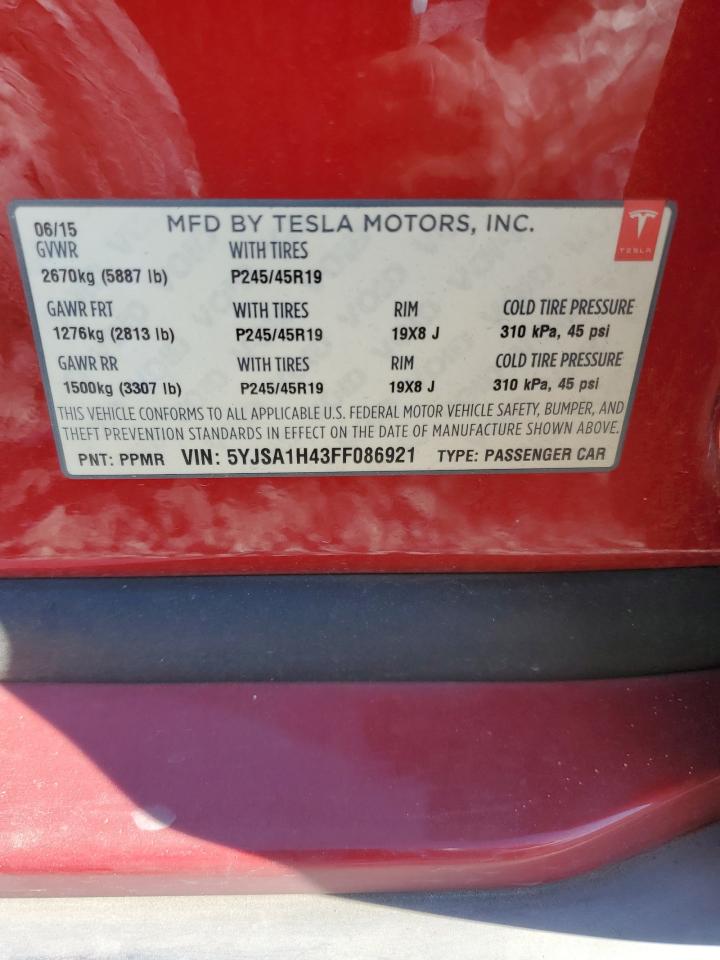 06/15 MFD BY TESLA MOTORS, INC.
TESLA
GVWR WITH TIRES
2670kg (5887 lb) P245/45R19
GAWR FRT WITH TIRES RIM COLD TIRE PRESSURE
1276kg (2813 lb) P245/45R19 19X8 J 310 kPa, 45 psi
GAWR RR WITH TIRES RIM COLD TIRE PRESSURE
1500kg (3307 lb) P245/45R19 19X8 J 310 kPa, 45 psi
THIS VEHICLE CONFORMS TO ALL APPLICABLE U.S. FEDERAL MOTOR VEHICLE SAFETY, BUMPER, AND
THEFT PREVENTION STANDARDS IN EFFECT ON THE DATE OF MANUFACTURE SHOWN ABOVE.
PNT: PPMR VIN: 5YJSA1H43FF086921 TYPE: PASSENGER CAR